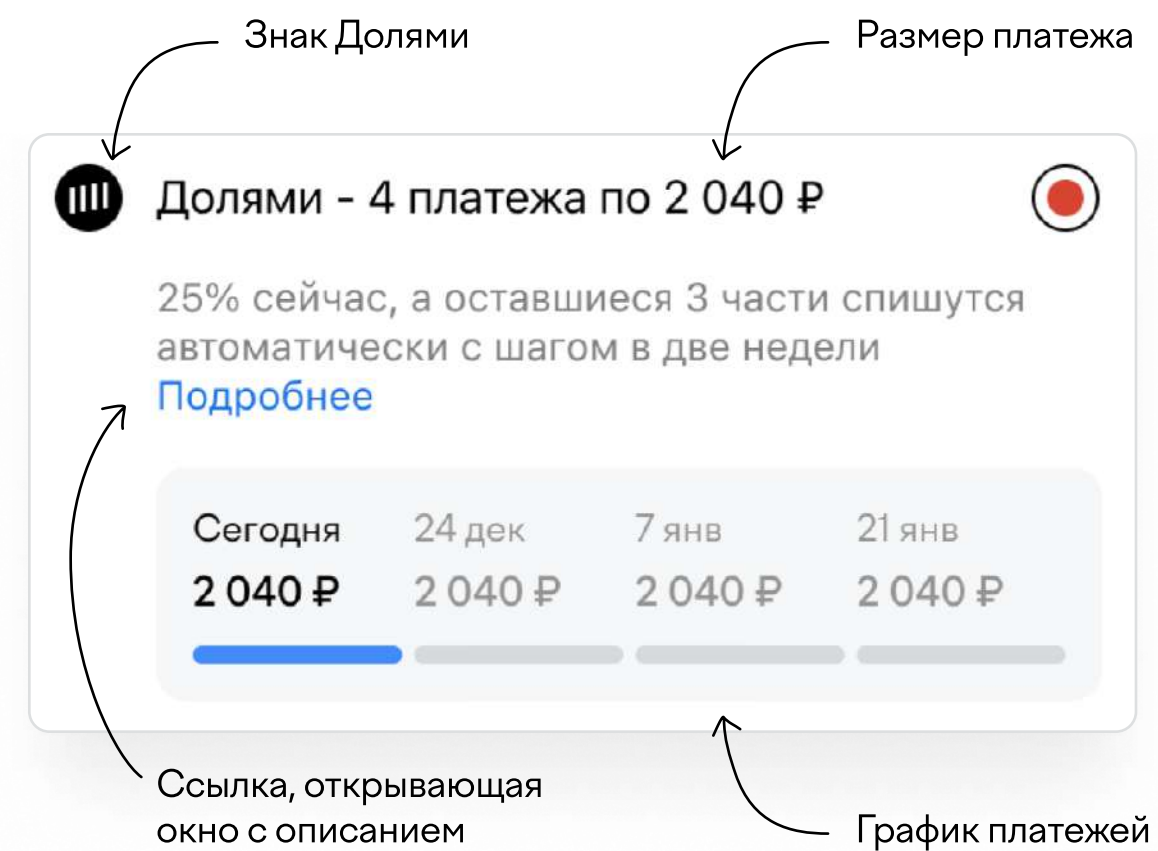 Знак Долями
Размер платежа
Долями - 4 платежа по 2 040 ₽
25% сейчас, а оставшиеся 3 части спишутся
автоматически с шагом в две недели
Подробнее
Сегодня 24 дек 7 янв 21 янв
2 040 ₽ 2 040 ₽ 2 040 ₽ 2 040 ₽
Ссылка, открывающая
окно с описанием
График платежей